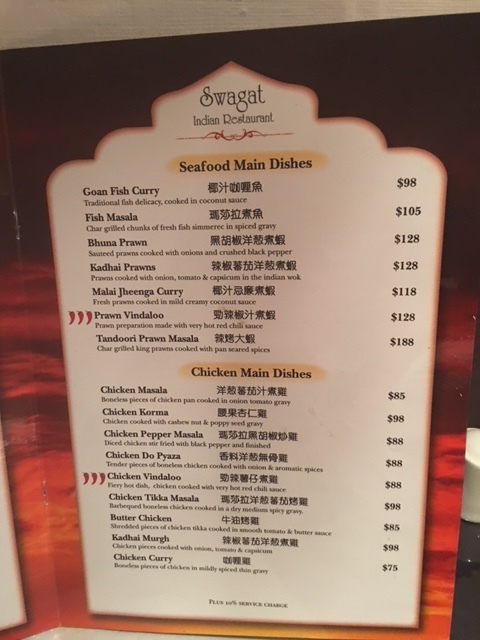 Swagat
Indian Restaurant
Seafood Main Dishes
Goan Fish Curry 椰汁咖喱魚 $98
Traditional fish delicacy, cooked in coconut sauce
Fish Masala 瑪莎拉煮魚 $105
Char grilled chunks of fresh fish simmerec in spiced gravy
Bhuna Prawn 黑胡椒洋葱煮蝦 $128
Sauteed prawns cooked with onions and crushed black pepper
Kadhai Prawns 辣椒蕃茄洋葱煮蝦 $128
Prawns cooked with onion, tomato & capsicum in the indian wok
Malai Jheenga Curry 椰汁忌廉煮蝦 $118
Fresh prawns cooked in mild creamy coconut sauce
Prawn Vindaloo 勁辣椒汁煮蝦 $128
Prawn preparation made with very hot red chili sauce
Tandoori Prawn Masala 辣烤大蝦 $188
Char grilled king prawns cooked with pan seared spices
Chicken Main Dishes
Chicken Masala 洋葱蕃茄汁煮雞 $85
Boneless pieces of chicken pan cooked in onion tomato gravy
Chicken Korma 腰果杏仁雞 $98
Chicken cooked with cashew nut & poppy seed gravy
Chicken Pepper Masala 瑪莎拉黑胡椒炒雞 $88
Diced chicken stir fried with black pepper and finished
Chicken Do Pyaza 香料洋葱無骨雞 $88
Tender pieces of boneless chicken cooked with onion & aromatic spices
Chicken Vindaloo 勁辣薯仔煮雞 $88
Fiery hot dish, chicken cooked with very hot red chili sauce
Chicken Tikka Masala 瑪莎拉洋葱蕃茄烤雞 $98
Barbequed boneless chicken cooked in a dry medium spicy gravy.
Butter Chicken 牛油烤雞 $85
Shredded pieces of chicken tikka cooked in smooth tomato & butter sauce
Kadhai Murgh 辣椒蕃茄洋葱煮雞 $98
Chicken pieces cooked with onion, tomato & capsicum
Chicken Curry 咖喱雞 $75
Boneless pieces of chicken in mildly spiced thin gravy
Plus 10% service charge